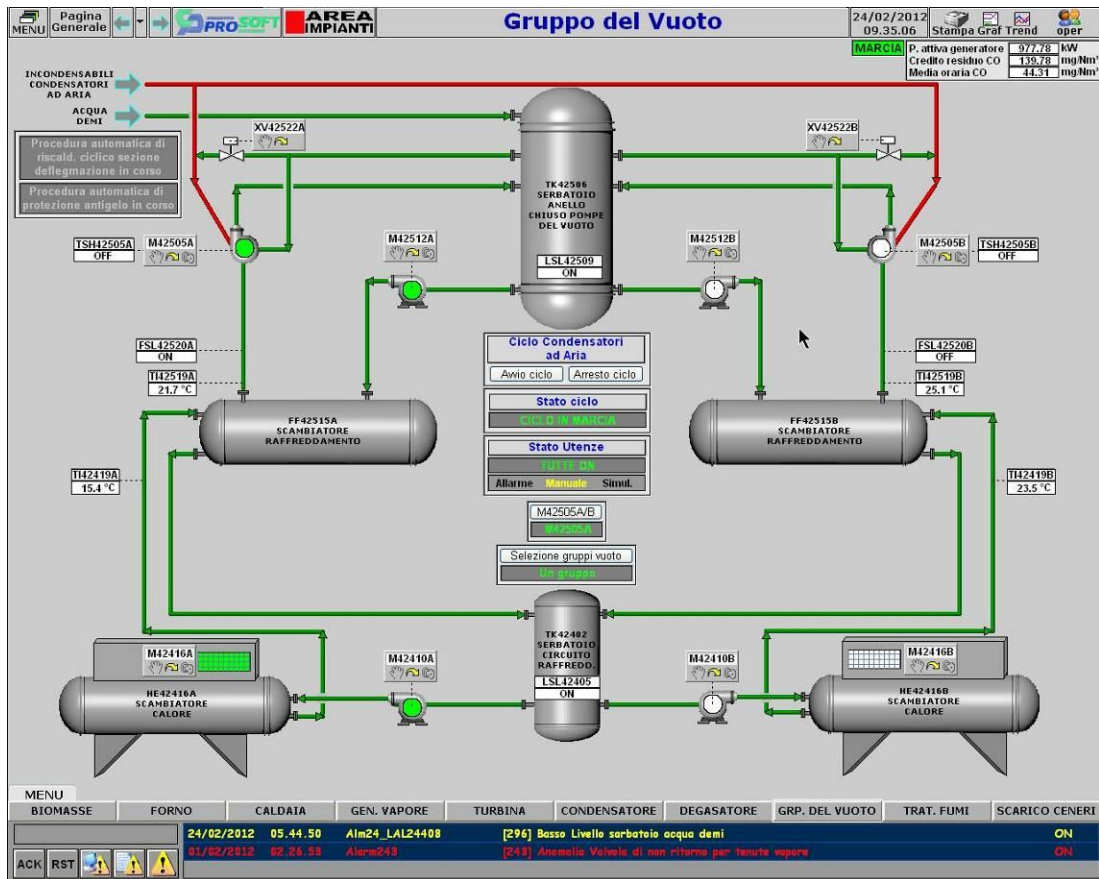 MENU
Pagina
Generale
PROSOFT
AREA
IMPIANTI
Gruppo del Vuoto
24/02/2012
09.35.06
Stampa Graf Trend
oper
MARCIA
P. attiva generatore 977.78 kW
Credito residuo CO 139.78 mg/Nm³
Media oraria CO 44.31 mg/Nm³
INCONDENSABILI
CONDENSATORI
AD ARIA
ACQUA
DEMI
Procedura automatica di
riscald. ciclico sezione
deflegmazione in corso
Procedura automatica di
protezione antigelo in corso
XV42522A
XV42522B
TK42506
SERBATOIO
ANELLO
CHIUSO POMPE
DEL VUOTO
LSL42509
ON
TSH42505A
OFF
M42505A
M42512A
M42512B
M42505B
TSH42505B
OFF
FSL42520A
ON
TI42519A
21.7 °C
FSL42520B
OFF
TI42519B
25.1 °C
Ciclo Condensatori
ad Aria
Avvio ciclo
Arresto ciclo
Stato ciclo
CICLO IN MARCIA
Stato Utenze
TUTTE ON
Allarme Manuale Simul.
FF42515A
SCAMBIATORE
RAFFREDDAMENTO
FF42515B
SCAMBIATORE
RAFFREDDAMENTO
TI42419A
15.4 °C
TI42419B
23.5 °C
M42505A/B
M42505A
Selezione gruppi vuoto
Un gruppo
TK42402
SERBATOIO
CIRCUITO
RAFFREDD.
LSL42405
ON
M42416A
M42410A
M42410B
M42416B
HE42416A
SCAMBIATORE
CALORE
HE42416B
SCAMBIATORE
CALORE
MENU
BIOMASSE FORNO CALDAIA GEN. VAPORE TURBINA CONDENSATORE DEGASATORE GRP. DEL VUOTO TRAT. FUMI SCARICO CENERI
24/02/2012 05.44.50 Alm24_LAL24408 [296] Basso Livello sarbatoio acqua demi ON
01/02/2012 02.26.53 Alarm243 [243] Anomalia Valvola di non ritorno per tenute vapore ON
ACK RST